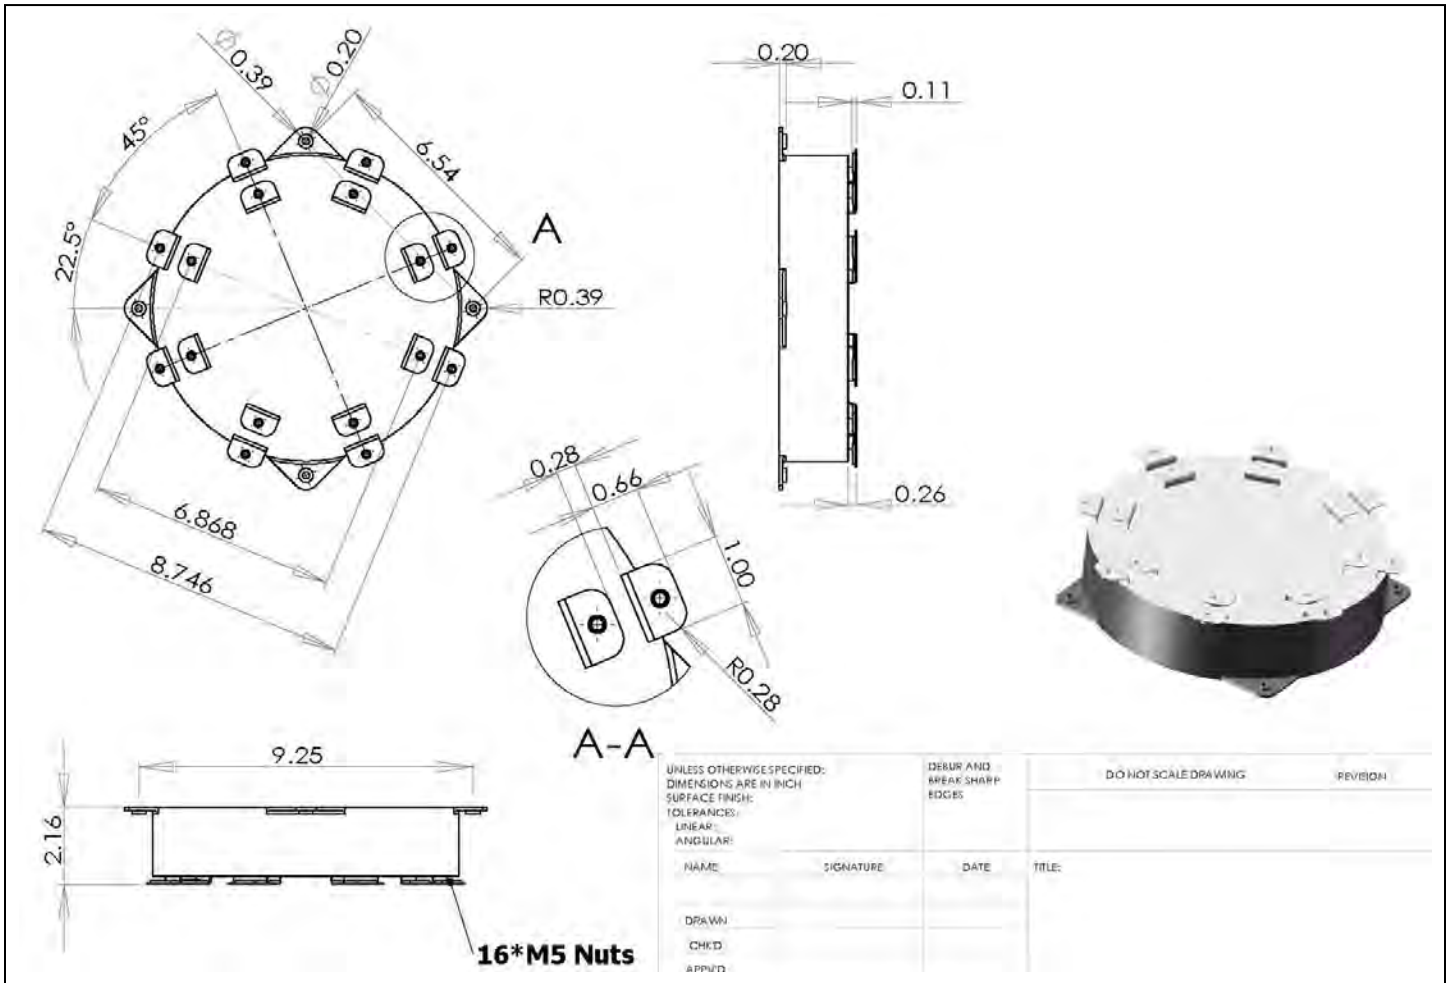 ⌀ 0.39
⌀ 0.20
45°
6.54
A
22.5°
R0.39
6.868
8.746
0.20
0.11
0.26
0.28
0.66
1.00
R0.28
A-A
9.25
2.16
16*M5 Nuts
UNLESS OTHERWISE SPECIFIED:
DIMENSIONS ARE IN INCH
SURFACE FINISH:
TOLERANCES:
LINEAR:
ANGULAR:
DEBUR AND
BREAK SHARP
EDGES
DO NOT SCALE DRAWING
REVISION
NAME
SIGNATURE
DATE
TITLE:
DRAWN
CHK'D
APPV'D